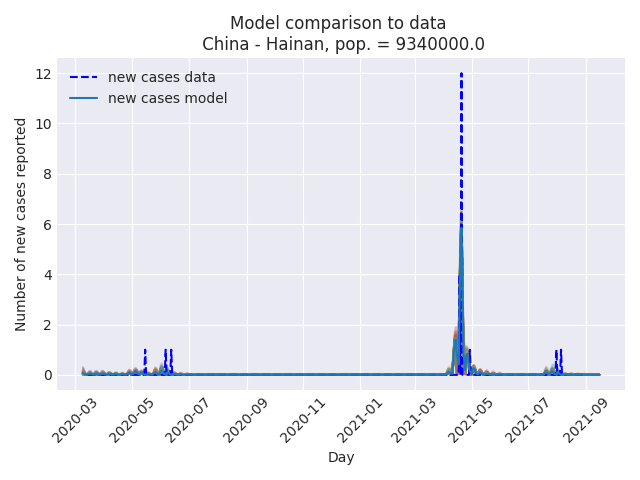 Model comparison to data
China - Hainan, pop. = 9340000.0
new cases data
new cases model
Number of new cases reported
12
10
8
6
4
2
0
2020-03
2020-05
2020-07
2020-09
2020-11
2021-01
2021-03
2021-05
2021-07
2021-09
Day